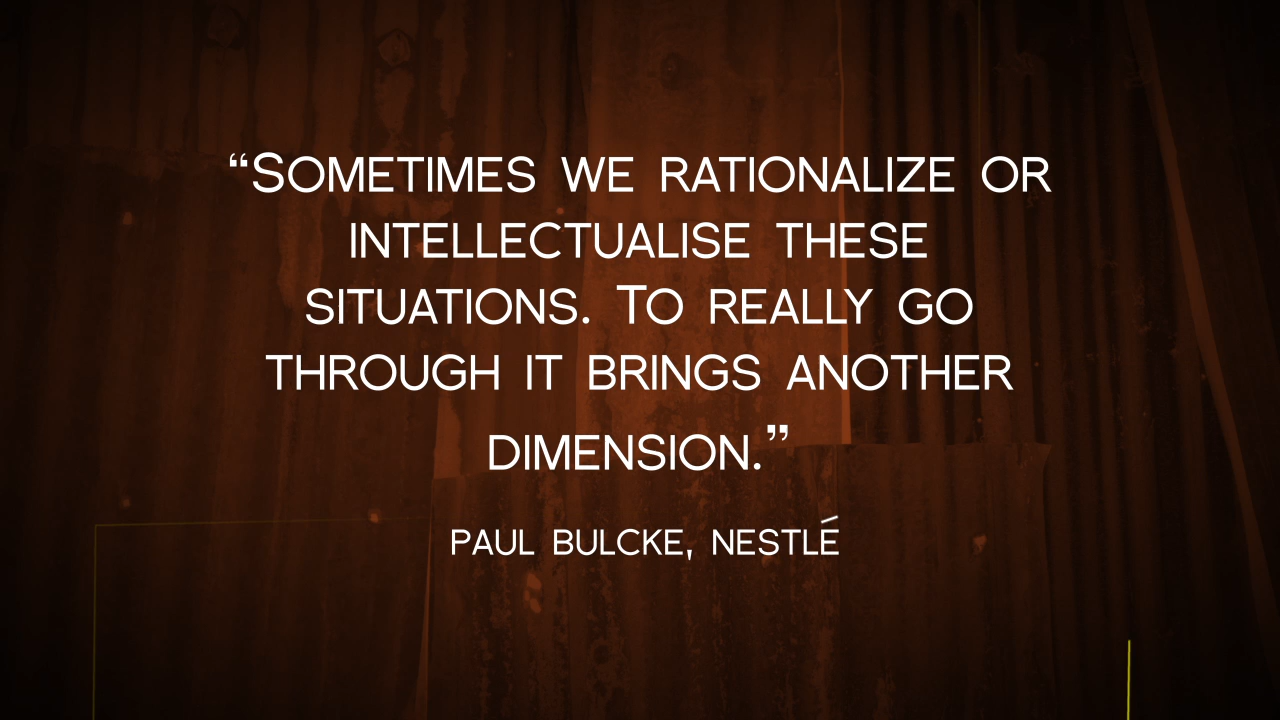 “Sometimes we rationalize or
intellectualise these
situations. To really go
through it brings another
dimension.”
Paul Bulcke, Nestlé